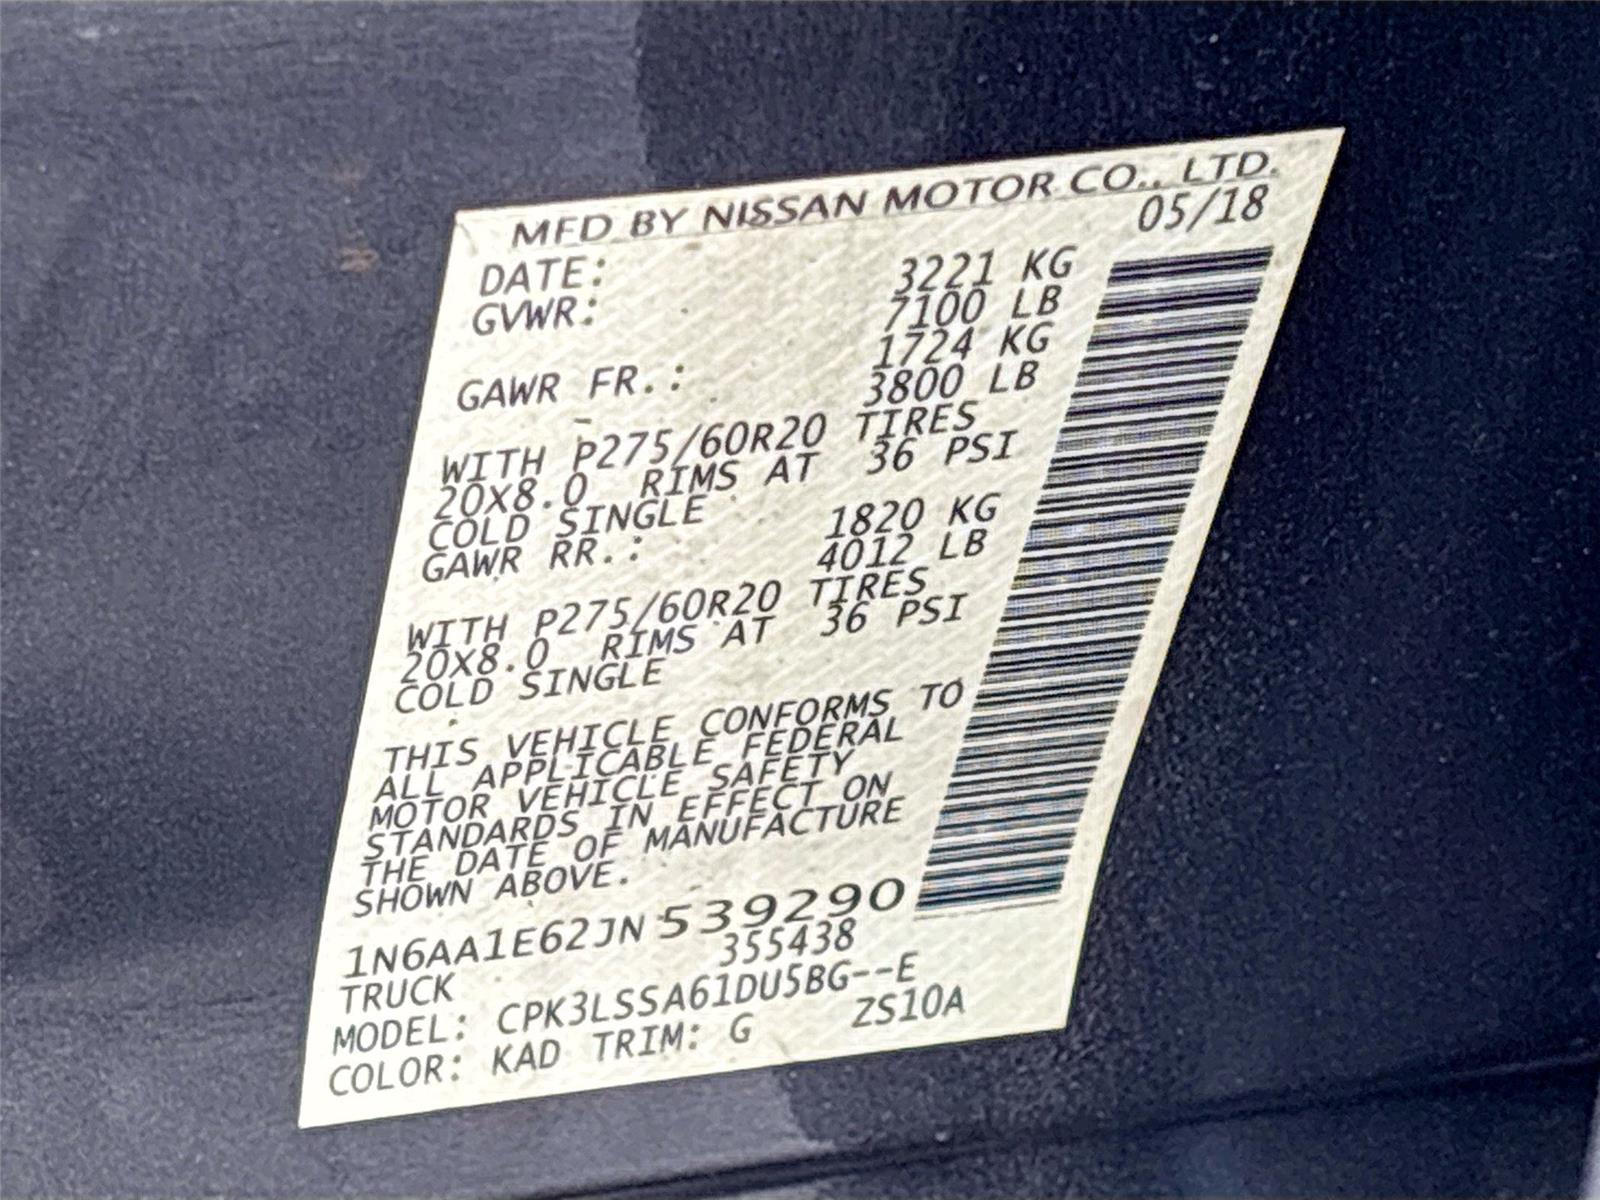 MFD BY NISSAN MOTOR CO., LTD.
DATE: 05/18
GVWR: 3221 KG
7100 LB
GAWR FR.: 1724 KG
3800 LB
WITH P275/60R20 TIRES
20X8.0 RIMS AT 36 PSI
COLD SINGLE
GAWR RR.: 1820 KG
4012 LB
WITH P275/60R20 TIRES
20X8.0 RIMS AT 36 PSI
COLD SINGLE
THIS VEHICLE CONFORMS TO
ALL APPLICABLE FEDERAL
MOTOR VEHICLE SAFETY
STANDARDS IN EFFECT ON
THE DATE OF MANUFACTURE
SHOWN ABOVE.
1N6AA1E62JN539290
TRUCK 355438
MODEL: CPK3LSSA61DU5BG--E
COLOR: KAD TRIM: G ZS10A